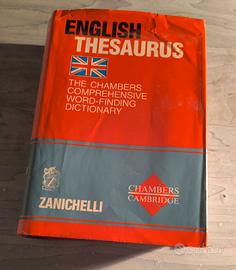 ENGLISH
THESAURUS
THE CHAMBERS
COMPREHENSIVE
WORD-FINDING
DICTIONARY
CHAMBERS
CAMBRIDGE
ZANICHELLI